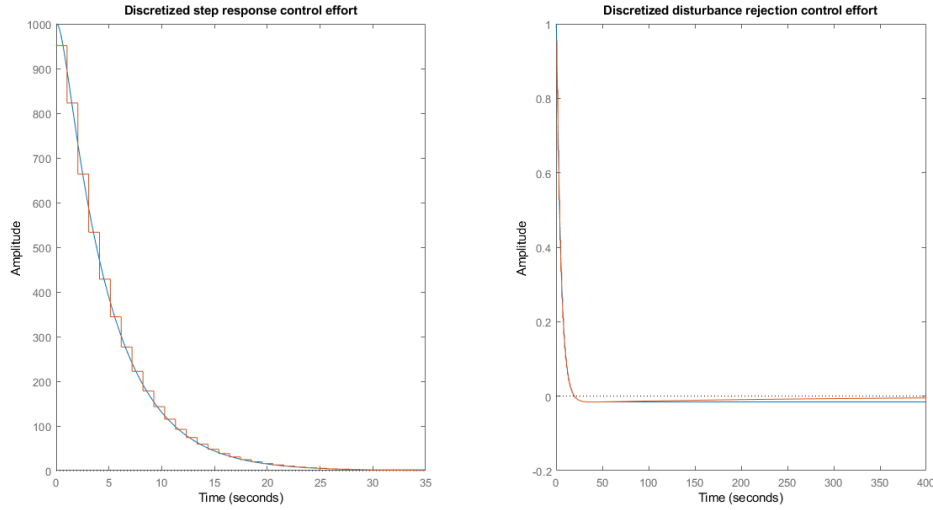 Discretized step response control effort
1000
900
800
700
600
500
400
300
200
100
0
Amplitude
0 5 10 15 20 25 30 35
Time (seconds)
Discretized disturbance rejection control effort
1
0.8
0.6
0.4
0.2
0
-0.2
Amplitude
0 50 100 150 200 250 300 350 400
Time (seconds)